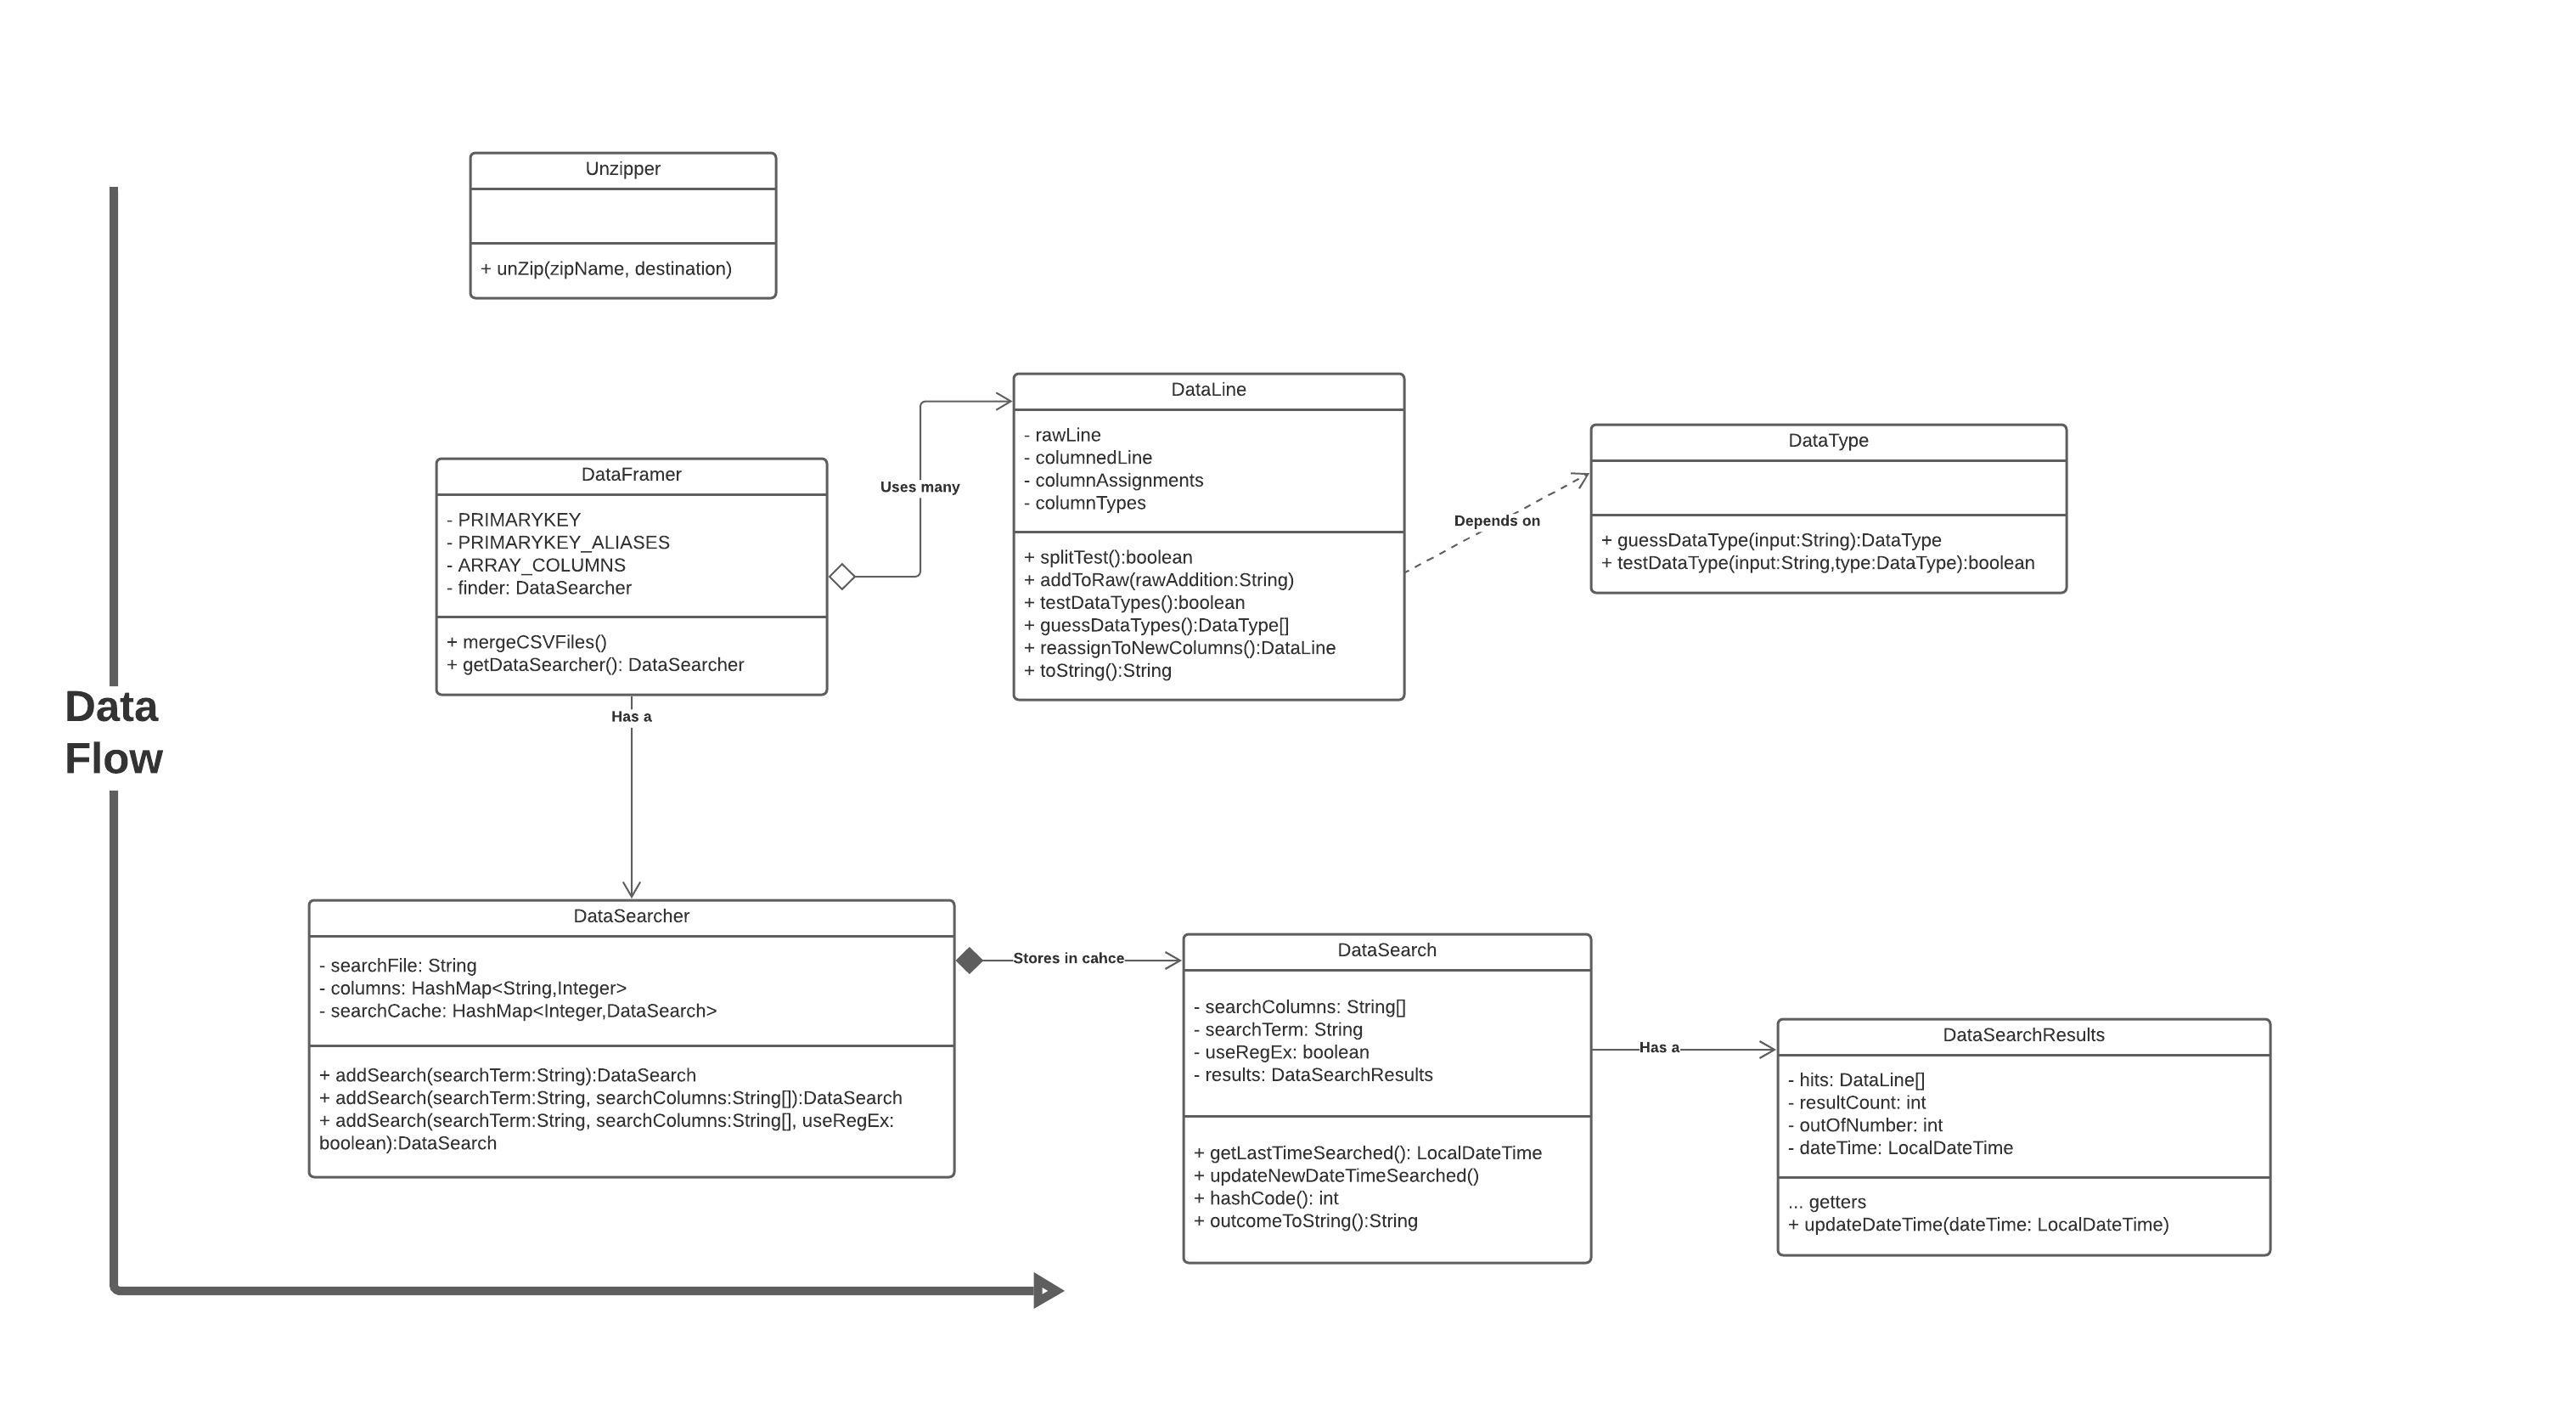 Unzipper
+ unZip(zipName, destination)
DataFramer
- PRIMARYKEY
- PRIMARYKEY_ALIASES
- ARRAY_COLUMNS
- finder: DataSearcher
+ mergeCSVFiles()
+ getDataSearcher(): DataSearcher
Uses many
DataLine
- rawLine
- columnedLine
- columnAssignments
- columnTypes
+ splitTest():boolean
+ addToRaw(rawAddition:String)
+ testDataTypes():boolean
+ guessDataTypes():DataType[]
+ reassignToNewColumns():DataLine
+ toString():String
Depends on
DataType
+ guessDataType(input:String):DataType
+ testDataType(input:String,type:DataType):boolean
Data
Flow
Has a
DataSearcher
- searchFile: String
- columns: HashMap<String,Integer>
- searchCache: HashMap<Integer,DataSearch>
+ addSearch(searchTerm:String):DataSearch
+ addSearch(searchTerm:String, searchColumns:String[]):DataSearch
+ addSearch(searchTerm:String, searchColumns:String[], useRegEx:
boolean):DataSearch
Stores in cahce
DataSearch
- searchColumns: String[]
- searchTerm: String
- useRegEx: boolean
- results: DataSearchResults
+ getLastTimeSearched(): LocalDateTime
+ updateNewDateTimeSearched()
+ hashCode(): int
+ outcomeToString():String
Has a
DataSearchResults
- hits: DataLine[]
- resultCount: int
- outOfNumber: int
- dateTime: LocalDateTime
... getters
+ updateDateTime(dateTime: LocalDateTime)